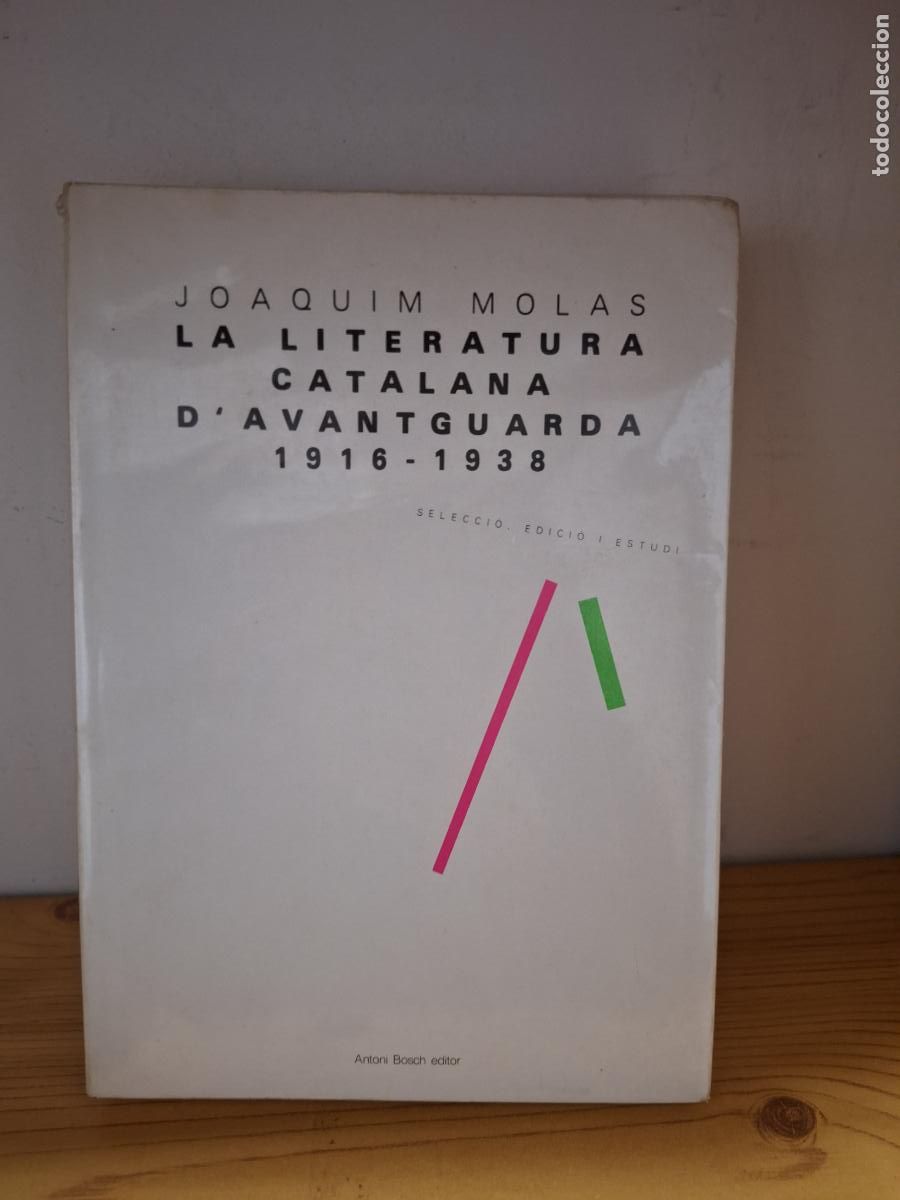 JOAQUIM MOLAS
LA LITERATURA
CATALANA
D'AVANTGUARDA
1916-1938
SELECCIÓ, EDICIÓ I ESTUDI
Antoni Bosch editor
todocoleccion